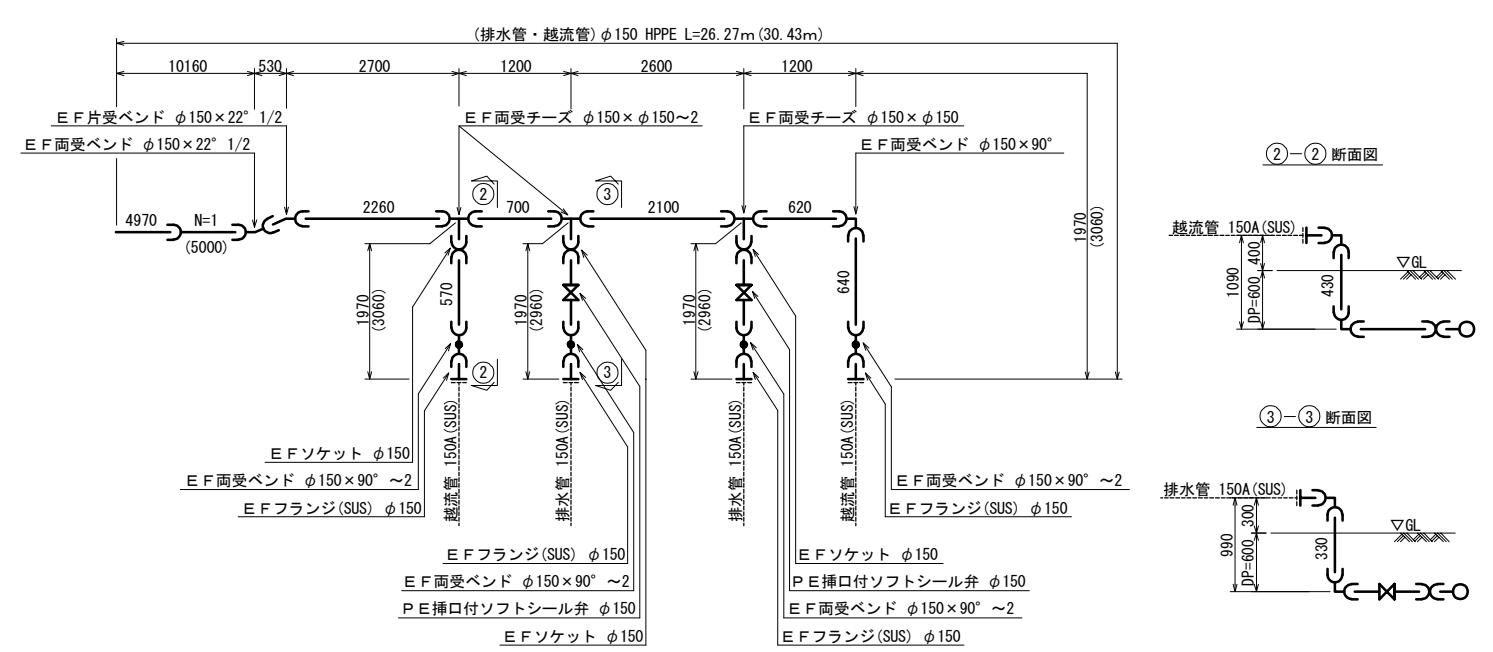 (排水管・越流管) φ150 HPPE L=26.27m(30.43m)
10160
530
2700
1200
2600
1200
ＥＦ片受ベンド φ150×22° 1/2
ＥＦ両受チーズ φ150×φ150～2
ＥＦ両受チーズ φ150×φ150
ＥＦ両受ベンド φ150×22° 1/2
ＥＦ両受ベンド φ150×90°
②
③
4970
N=1
(5000)
2260
700
2100
620
1970
(3060)
1970
(3060)
570
1970
(2960)
1970
(2960)
640
②
③
越流管 150A(SUS)
排水管 150A(SUS)
排水管 150A(SUS)
越流管 150A(SUS)
ＥＦソケット φ150
ＥＦ両受ベンド φ150×90° ～2
ＥＦフランジ(SUS) φ150
ＥＦ両受ベンド φ150×90° ～2
ＥＦフランジ(SUS) φ150
ＥＦフランジ(SUS) φ150
ＥＦ両受ベンド φ150×90° ～2
ＰＥ挿口付ソフトシール弁 φ150
ＥＦソケット φ150
ＥＦソケット φ150
ＰＥ挿口付ソフトシール弁 φ150
ＥＦ両受ベンド φ150×90° ～2
ＥＦフランジ(SUS) φ150
②－② 断面図
越流管 150A(SUS)
▽GL
400
1090
DP=600
430
③－③ 断面図
排水管 150A(SUS)
▽GL
300
990
DP=600
330